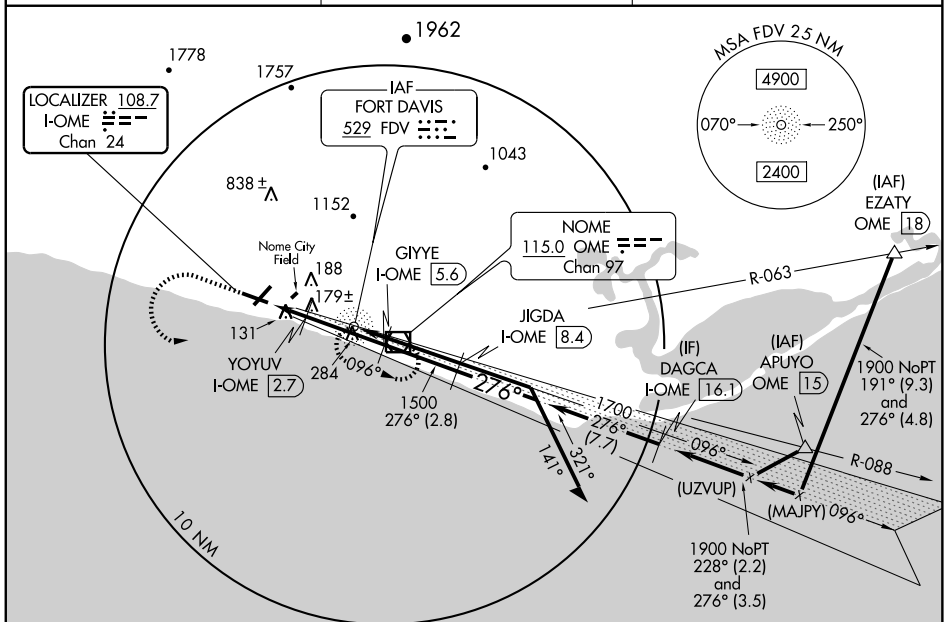 1962
1778
1757
LOCALIZER 108.7
I-OME
Chan 24
IAF
FORT DAVIS
529 FDV
1043
838 ±
1152
MSA FDV 25 NM
4900
070°
250°
2400
(IAF)
EZATY
OME 18
NOME
115.0 OME
Chan 97
R-063
Nome City
Field
188
179±
GIYYE
I-OME 5.6
JIGDA
I-OME 8.4
131
YOYUV
I-OME 2.7
284
096°
1500
276° (2.8)
276°
(IF)
DAGCA
I-OME 16.1
(IAF)
APUYO
OME 15
1900 NoPT
191° (9.3)
and
276° (4.8)
1700
276°
(7.7)
096°
R-088
141°
321°
(UZVUP)
(MAJPY)
096°
1900 NoPT
228° (2.2)
and
276° (3.5)
10 NM